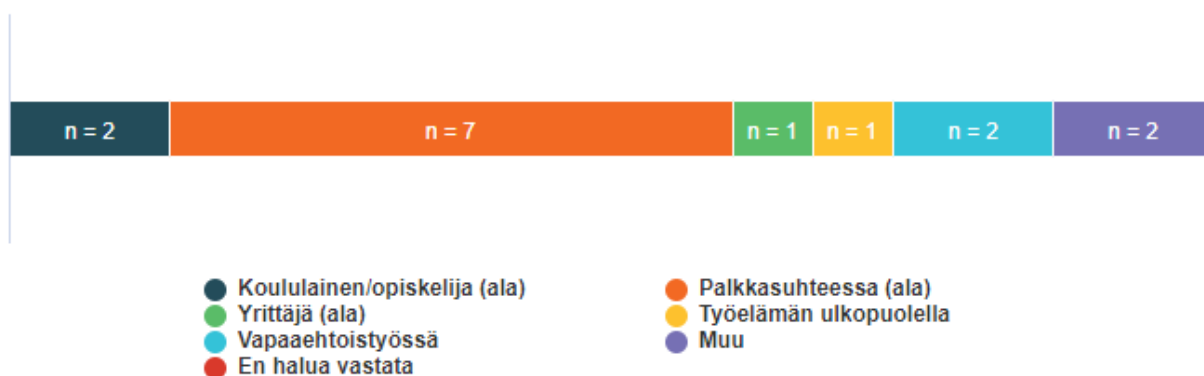 n = 2 n = 7 n = 1 n = 1 n = 2 n = 2
Koululainen/opiskelija (ala) Palkkasuhteessa (ala)
Yrittäjä (ala) Työelämän ulkopuolella
Vapaaehtoistyössä Muu
En halua vastata